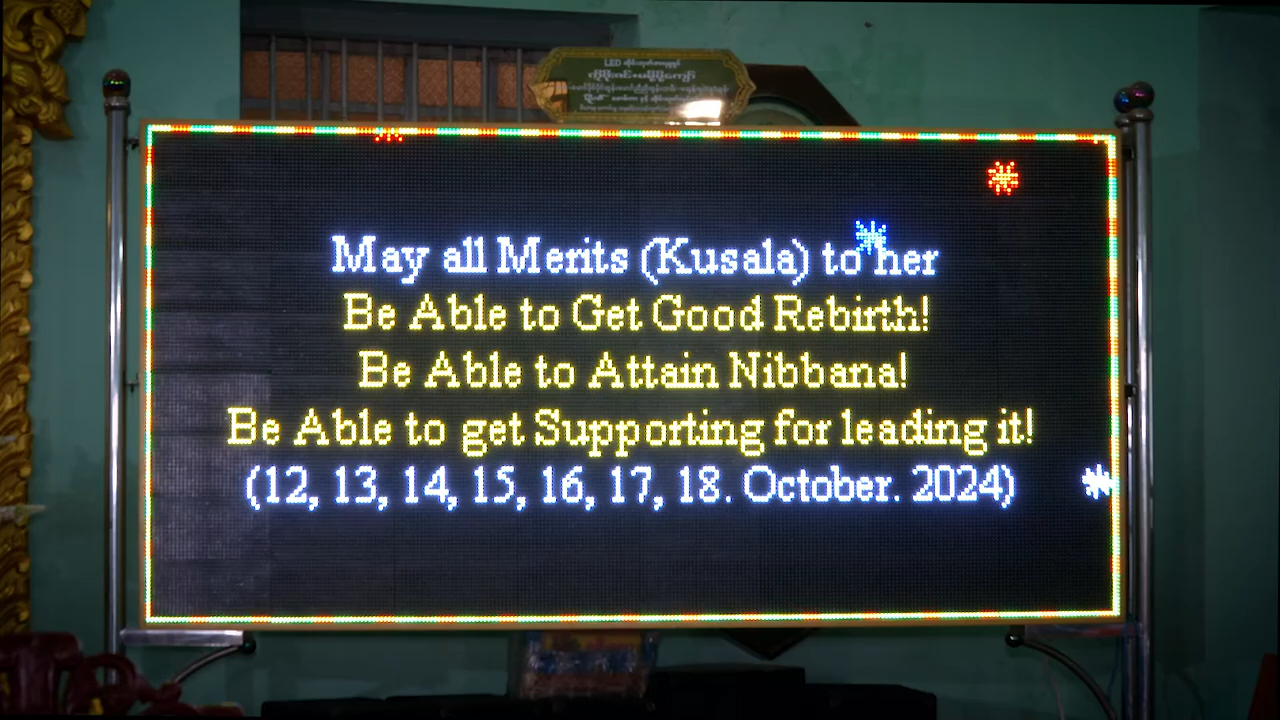 LED
May all Merits (Kusala) to her
Be Able to Get Good Rebirth!
Be Able to Attain Nibbana!
Be Able to get Supporting for leading it!
(12, 13, 14, 15, 16, 17, 18. October. 2024)